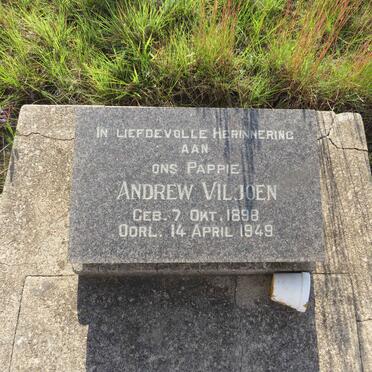 IN LIEFDEVOLLE HERINNERING
AAN
ONS PAPPIE
ANDREW VILJOEN
GEB. 7 OKT. 1898
OORL. 14 APRIL 1949